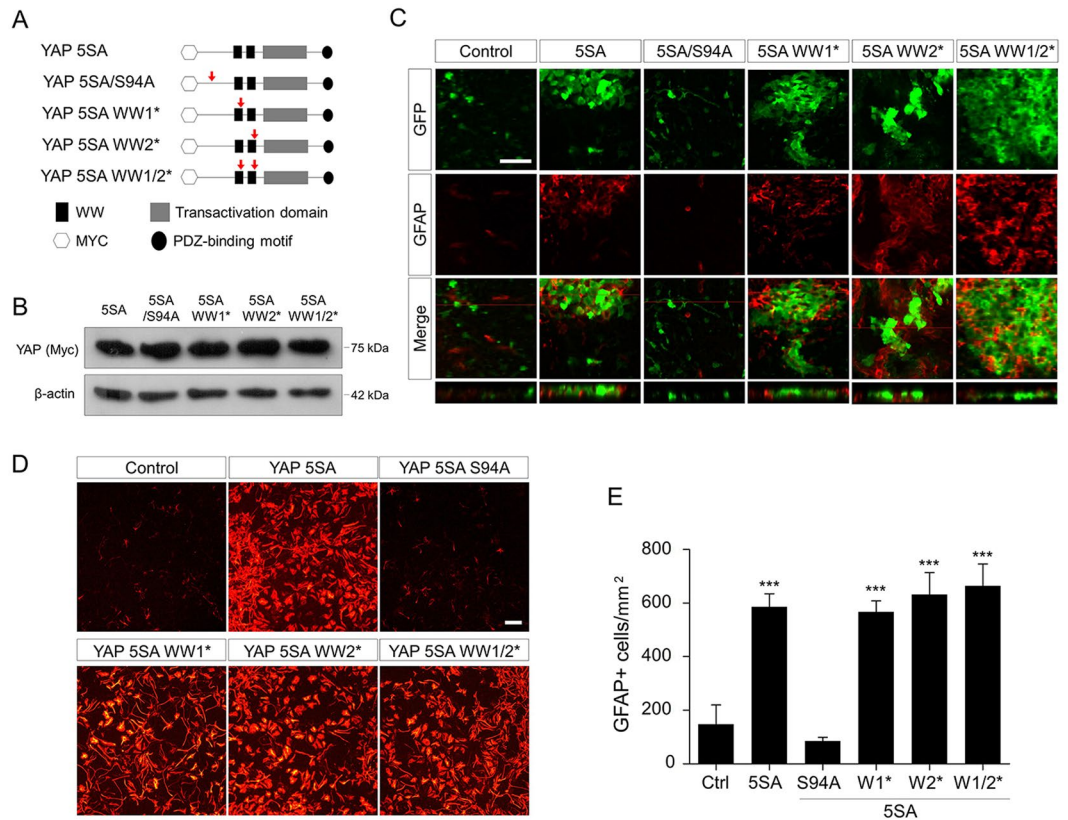 A
YAP 5SA
YAP 5SA/S94A
YAP 5SA WW1*
YAP 5SA WW2*
YAP 5SA WW1/2*
WW
Transactivation domain
MYC
PDZ-binding motif
B
5SA
5SA /S94A
5SA WW1*
5SA WW2*
5SA WW1/2*
YAP (Myc)
75 kDa
β-actin
42 kDa
C
Control
5SA
5SA/S94A
5SA WW1*
5SA WW2*
5SA WW1/2*
GFP
GFAP
Merge
D
Control
YAP 5SA
YAP 5SA S94A
YAP 5SA WW1*
YAP 5SA WW2*
YAP 5SA WW1/2*
E
GFAP+ cells/mm²
800
600
400
200
0
***
***
***
***
Ctrl
5SA
S94A
W1*
W2*
W1/2*
5SA